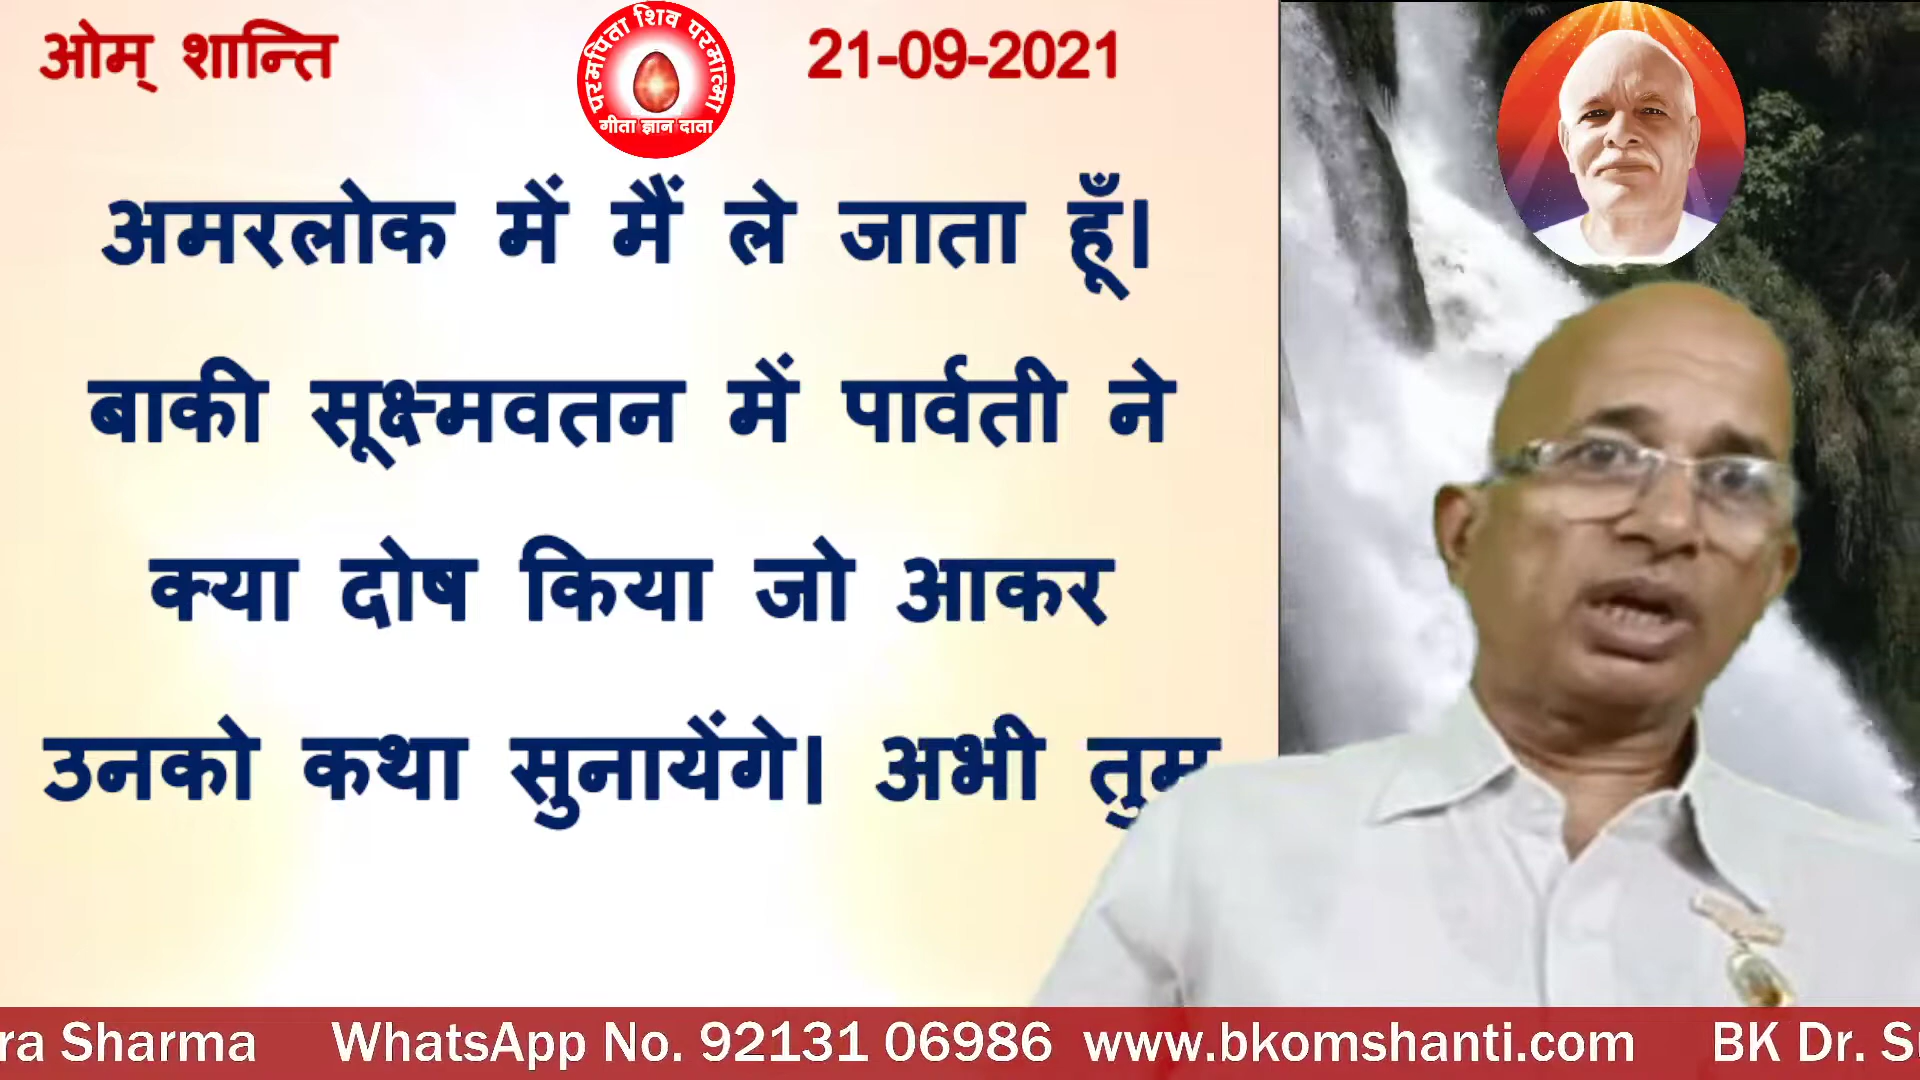 ओम् शान्ति
परमपिता शिव परमात्मा
गीता ज्ञान दाता
21-09-2021
अमरलोक में मैं ले जाता हूँ।
बाकी सूक्ष्मवतन में पार्वती ने
क्या दोष किया जो आकर
उनको कथा सुनायेंगे। अभी तुम
ra Sharma WhatsApp No. 92131 06986 www.bkomshanti.com BK Dr. S